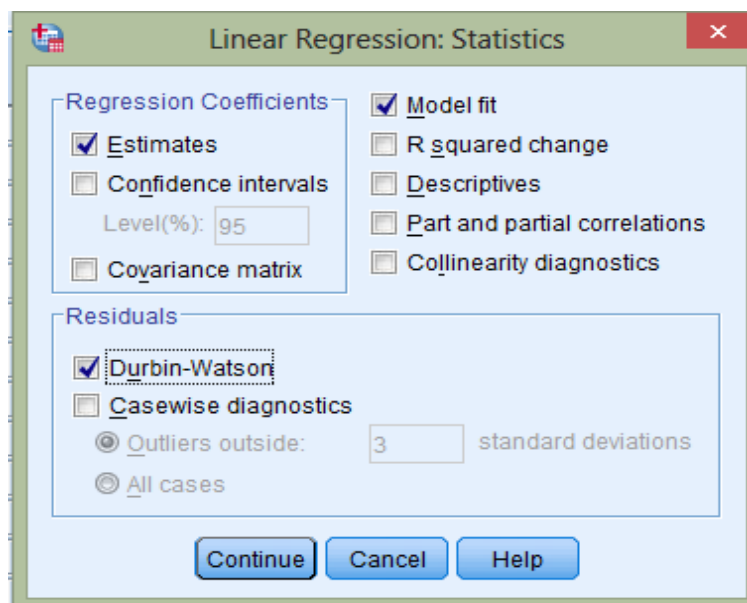 Linear Regression: Statistics
Regression Coefficients
Estimates
Confidence intervals
Level(%): 95
Covariance matrix
Model fit
R squared change
Descriptives
Part and partial correlations
Collinearity diagnostics
Residuals
Durbin-Watson
Casewise diagnostics
Outliers outside: 3 standard deviations
All cases
Continue Cancel Help